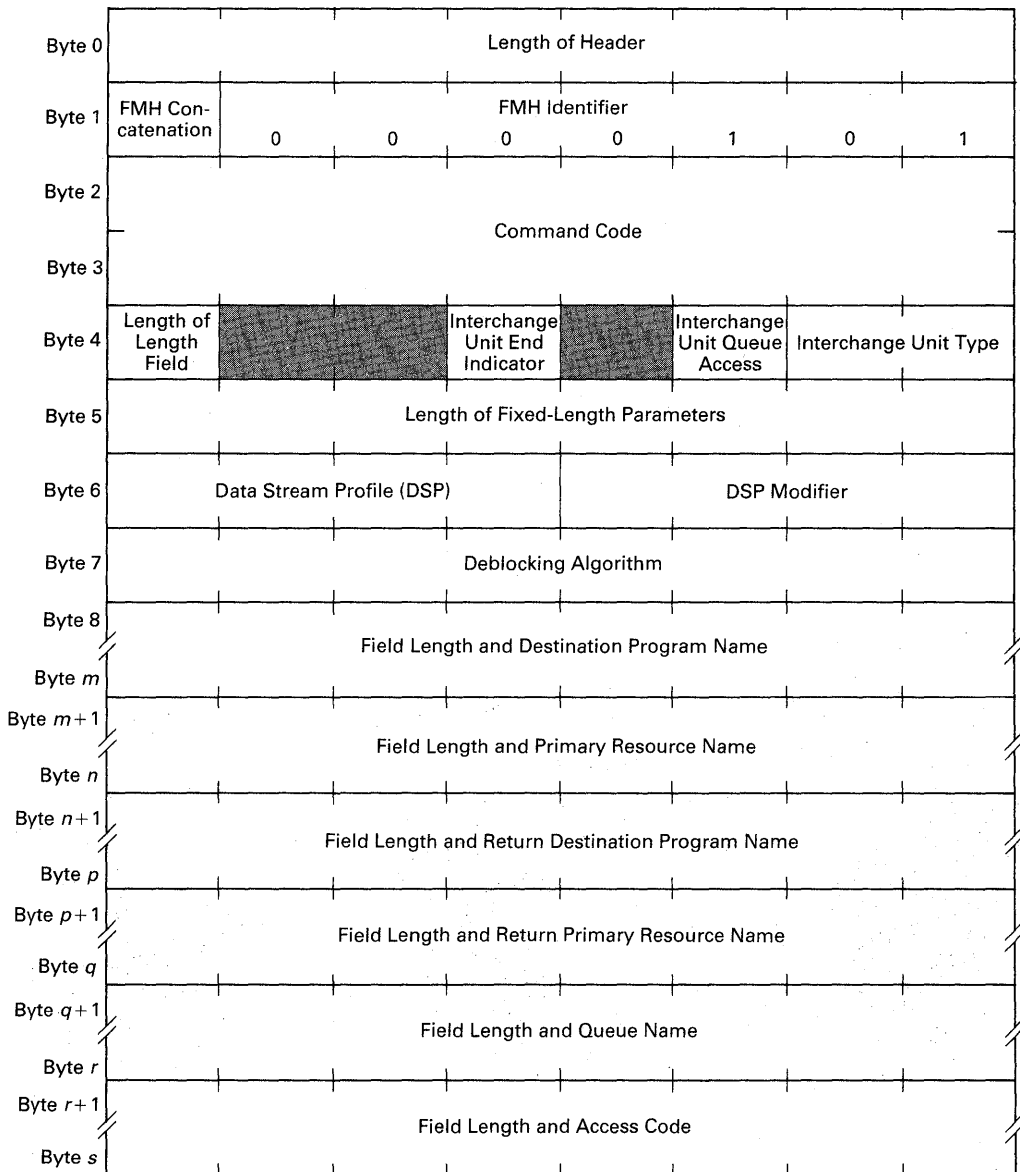 Byte 0
Length of Header
Byte 1
FMH Con-
catenation
FMH Identifier
0 0 0 0 1 0 1
Byte 2
Command Code
Byte 3
Byte 4
Length of
Length
Field
Interchange
Unit End
Indicator
Interchange
Unit Queue
Access
Interchange Unit Type
Byte 5
Length of Fixed-Length Parameters
Byte 6
Data Stream Profile (DSP)
DSP Modifier
Byte 7
Deblocking Algorithm
Byte 8
Field Length and Destination Program Name
Byte m
Byte m+1
Field Length and Primary Resource Name
Byte n
Byte n+1
Field Length and Return Destination Program Name
Byte p
Byte p+1
Field Length and Return Primary Resource Name
Byte q
Byte q+1
Field Length and Queue Name
Byte r
Byte r+1
Field Length and Access Code
Byte s